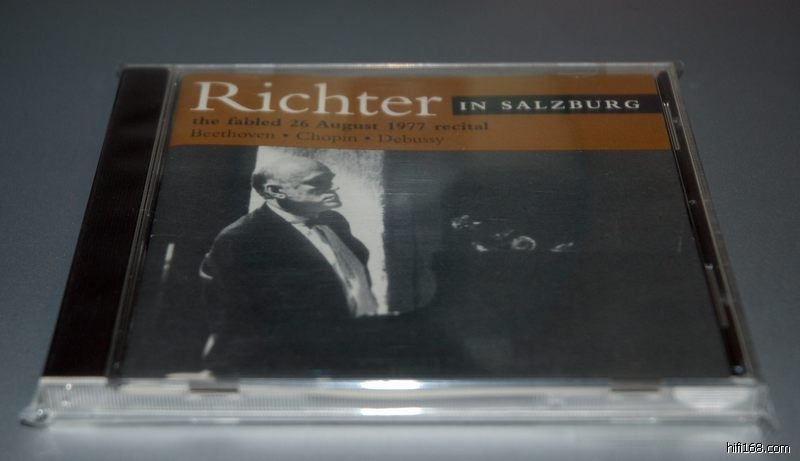 Richter IN SALZBURG
the fabled 26 August 1977 recital
Beethoven • Chopin • Debussy
hifi168.com